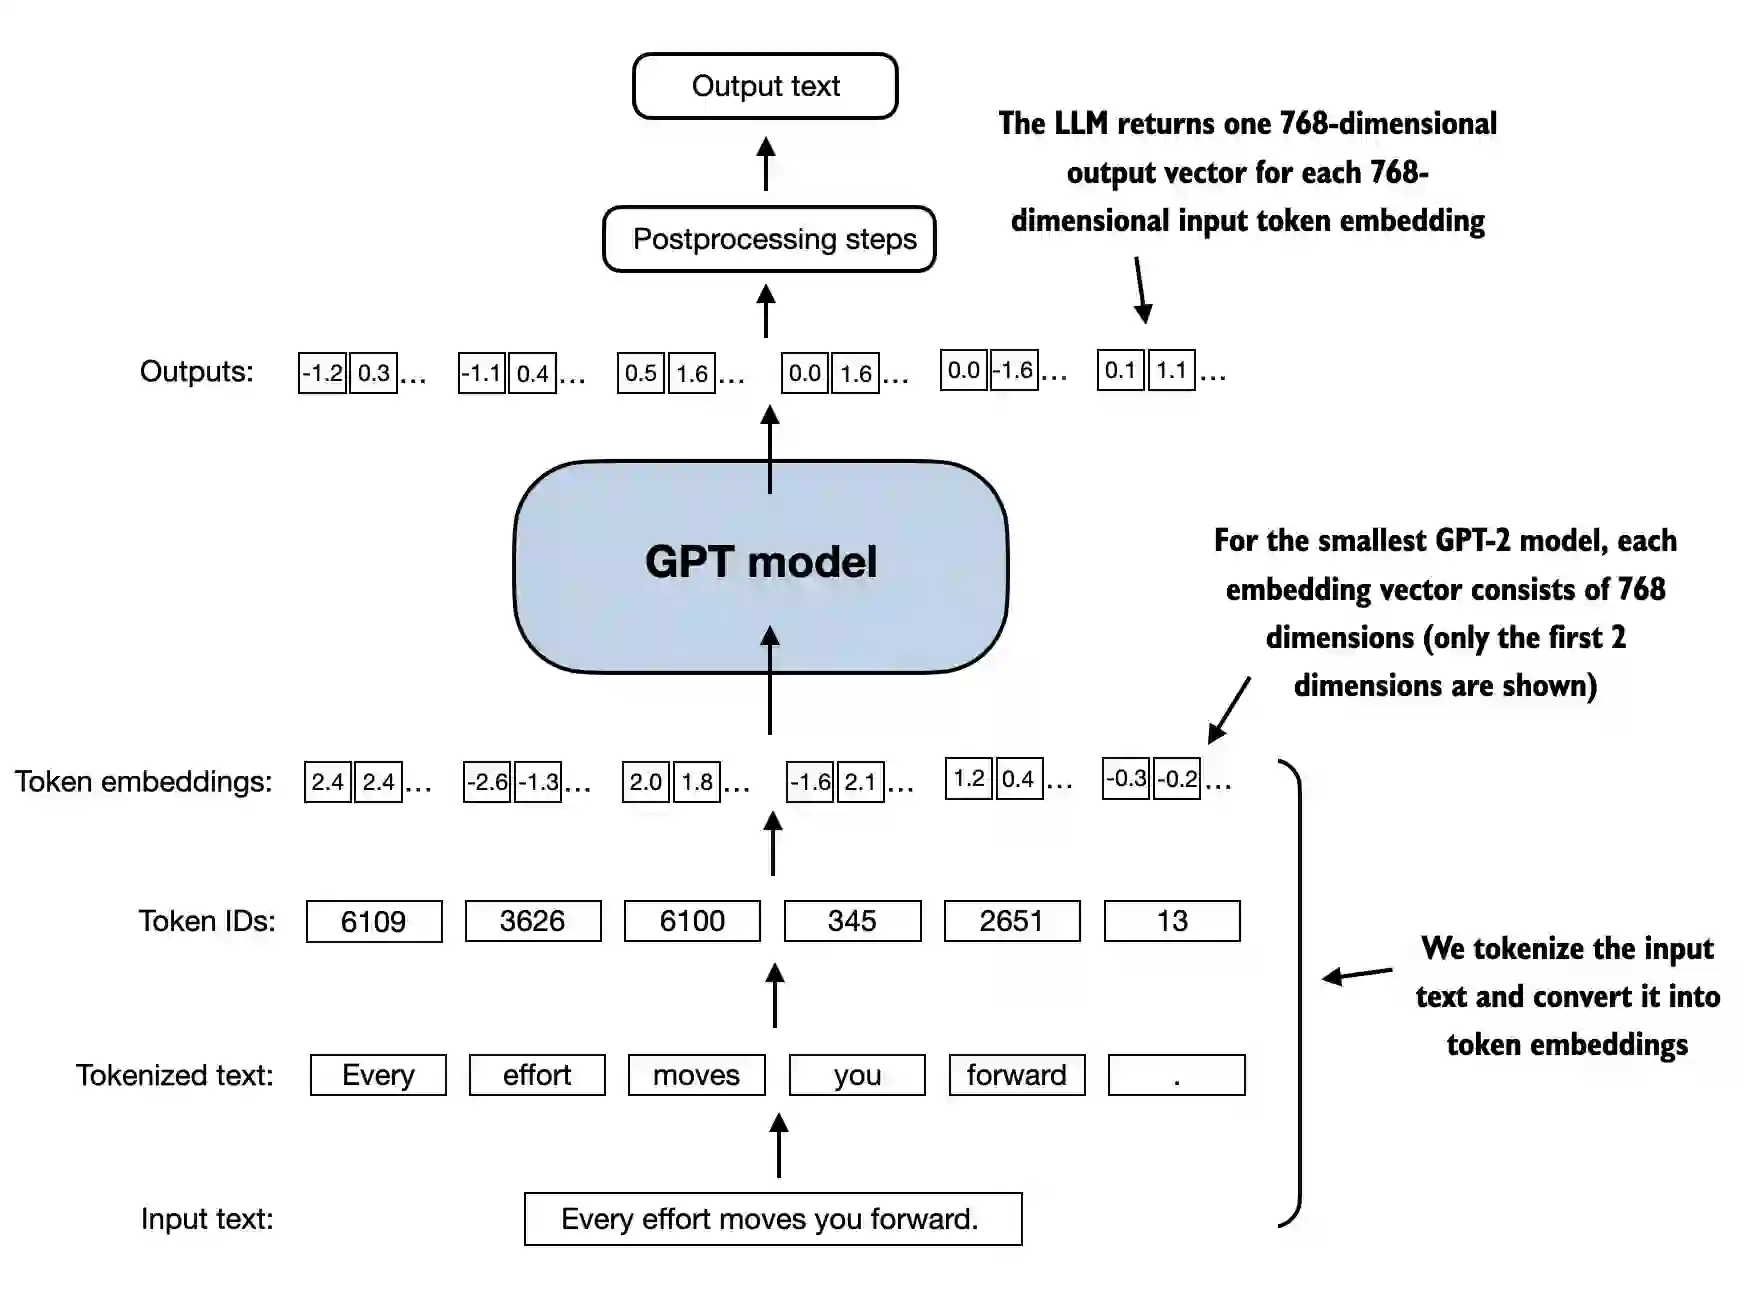 Output text
The LLM returns one 768-dimensional
output vector for each 768-
dimensional input token embedding
Postprocessing steps
Outputs: -1.2 0.3 ... -1.1 0.4 ... 0.5 1.6 ... 0.0 1.6 ... 0.0 -1.6 ... 0.1 1.1 ...
GPT model
For the smallest GPT-2 model, each
embedding vector consists of 768
dimensions (only the first 2
dimensions are shown)
Token embeddings: 2.4 2.4 ... -2.6 -1.3 ... 2.0 1.8 ... -1.6 2.1 ... 1.2 0.4 ... -0.3 -0.2 ...
Token IDs: 6109 3626 6100 345 2651 13
We tokenize the input
text and convert it into
token embeddings
Tokenized text: Every effort moves you forward .
Input text: Every effort moves you forward.